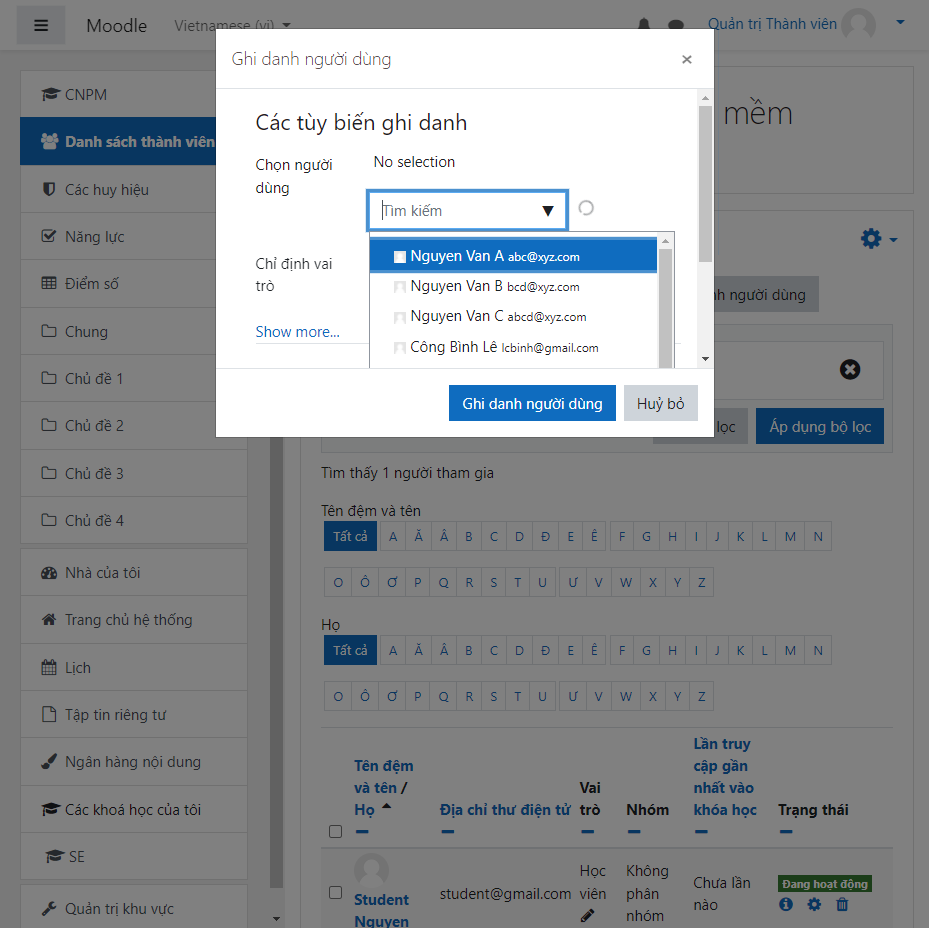 Moodle Vietnamese (vi) Quản trị Thành viên
Ghi danh người dùng ×
Các tùy biến ghi danh
Chọn người dùng
No selection
Tìm kiếm ▼
Nguyen Van A abc@xyz.com
Nguyen Van B bcd@xyz.com
Nguyen Van C abcd@xyz.com
Công Bình Lê lcbinh@gmail.com
Chỉ định vai trò
Show more...
Ghi danh người dùng
Huỷ bỏ
CNPM
Danh sách thành viên
Các huy hiệu
Năng lực
Điểm số
Chung
Chủ đề 1
Chủ đề 2
Chủ đề 3
Chủ đề 4
Nhà của tôi
Trang chủ hệ thống
Lịch
Tập tin riêng tư
Ngân hàng nội dung
Các khoá học của tôi
SE
Quản trị khu vực
mềm
người dùng
lọc
Áp dụng bộ lọc
Tìm thấy 1 người tham gia
Tên đệm và tên
Tất cả A Ă Â B C D Đ E Ê F G H I J K L M N
O Ô Ơ P Q R S T U Ư V W X Y Z
Họ
Tất cả A Ă Â B C D Đ E Ê F G H I J K L M N
O Ô Ơ P Q R S T U Ư V W X Y Z
Tên đệm và tên / Họ
Địa chỉ thư điện tử
Vai trò
Nhóm
Lần truy cập gần nhất vào khóa học
Trạng thái
Student Nguyen
student@gmail.com
Học viên
Không phân nhóm
Chưa lần nào
Đang hoạt động